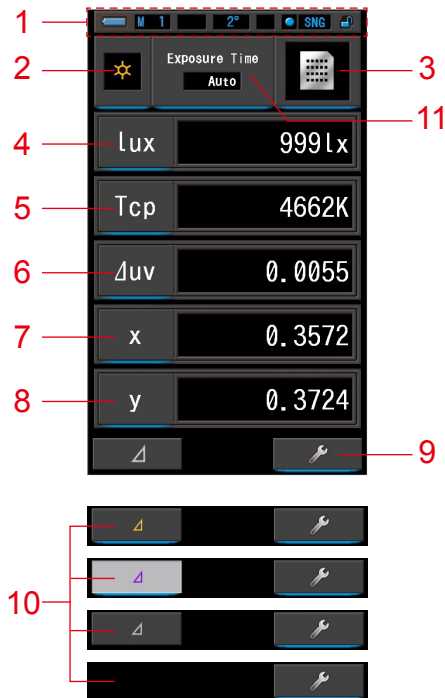 1
M 1 2° SNG
2
Exposure Time
Auto
3
11
4
lux 999lx
5
Tcp 4662K
6
⊿uv 0.0055
7
x 0.3572
8
y 0.3724
⊿
9
⊿
⊿
10
⊿